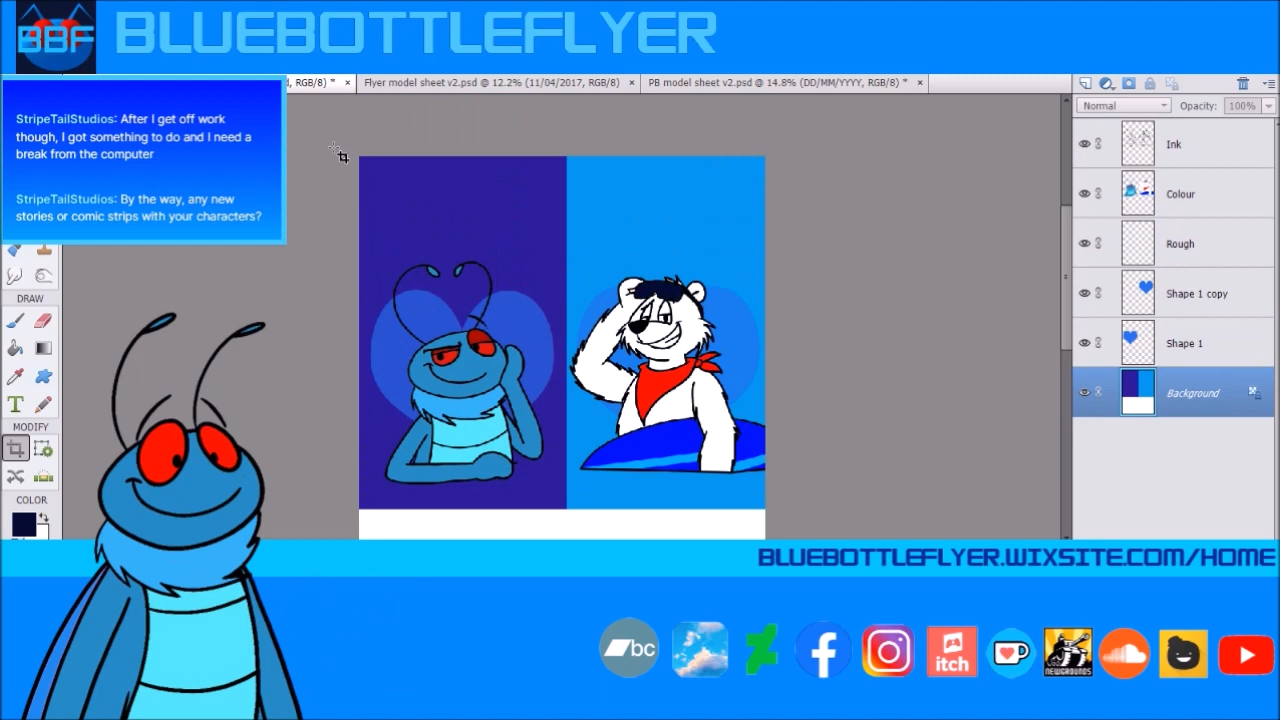 BBF BLUEBOTTLEFLYER
d, RGB/8) * × Flyer model sheet v2.psd @ 12.2% (11/04/2017, RGB/8) × PB model sheet v2.psd @ 14.8% (DD/MM/YYYY, RGB/8) * ×
Normal Opacity: 100%
StripeTailStudios: After I get off work
though, I got something to do and I need a
break from the computer
StripeTailStudios: By the way, any new
stories or comic strips with your characters?
Ink
Colour
Rough
Shape 1 copy
Shape 1
Background
DRAW
T
MODIFY
COLOR
BLUEBOTTLEFLYER.WIXSITE.COM/HOME
bc
itch
NEWGROUNDS